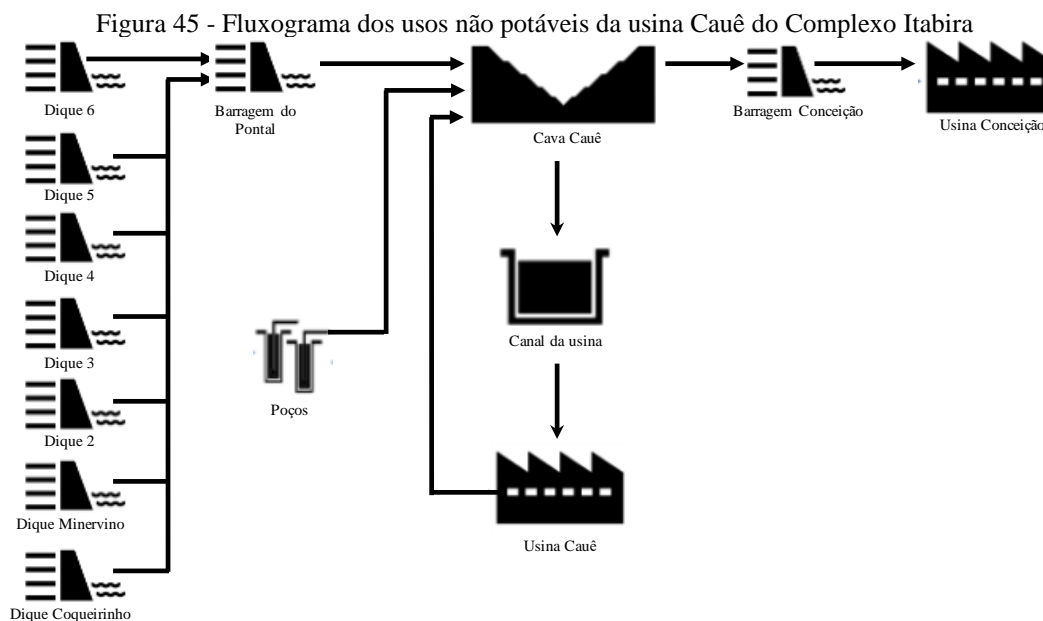 Figura 45 - Fluxograma dos usos não potáveis da usina Cauê do Complexo Itabira
Dique 6
Barragem do
Pontal
Cava Cauê
Barragem Conceição
Usina Conceição
Dique 5
Dique 4
Dique 3
Dique 2
Dique Minervino
Dique Coqueirinho
Poços
Canal da usina
Usina Cauê